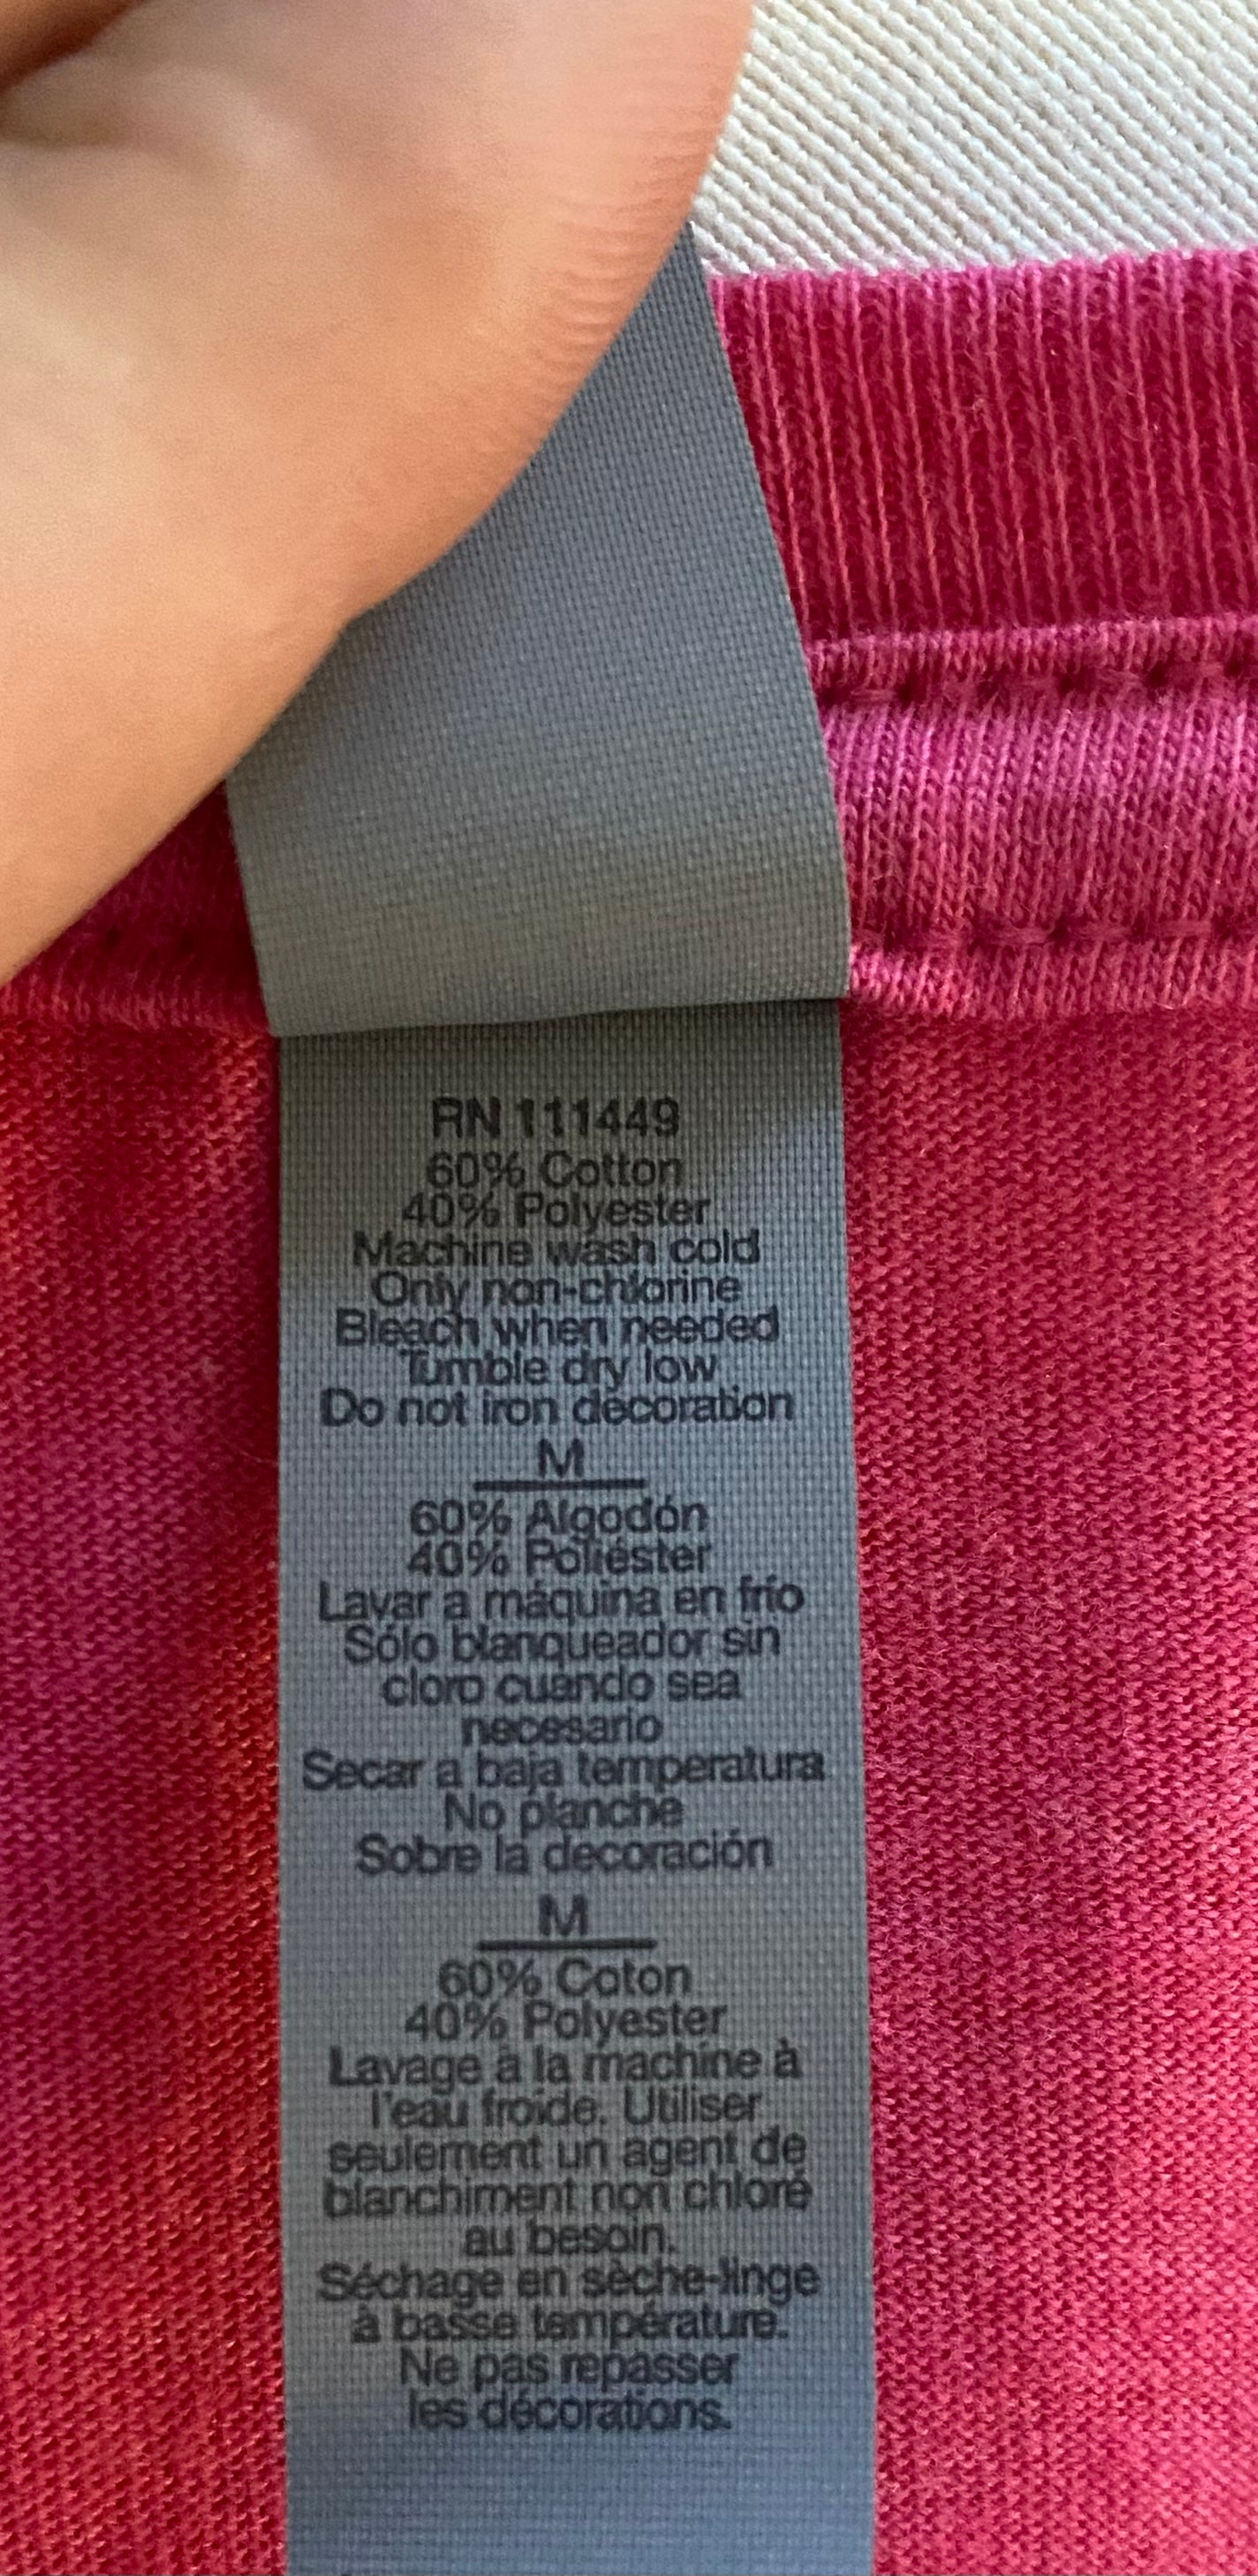 RN 111449
60% Cotton
40% Polyester
Machine wash cold
Only non-chlorine
Bleach when needed
Tumble dry low
Do not iron decoration
M
60% Algodón
40% Poliéster
Lavar a máquina en frío
Sólo blanqueador sin
cloro cuando sea
necesario
Secar a baja temperatura
No planche
Sobre la decoración
M
60% Coton
40% Polyester
Lavage à la machine à
l'eau froide. Utiliser
seulement un agent de
blanchiment non chloré
au besoin.
Séchage en sèche-linge
à basse température.
Ne pas repasser
les décorations.